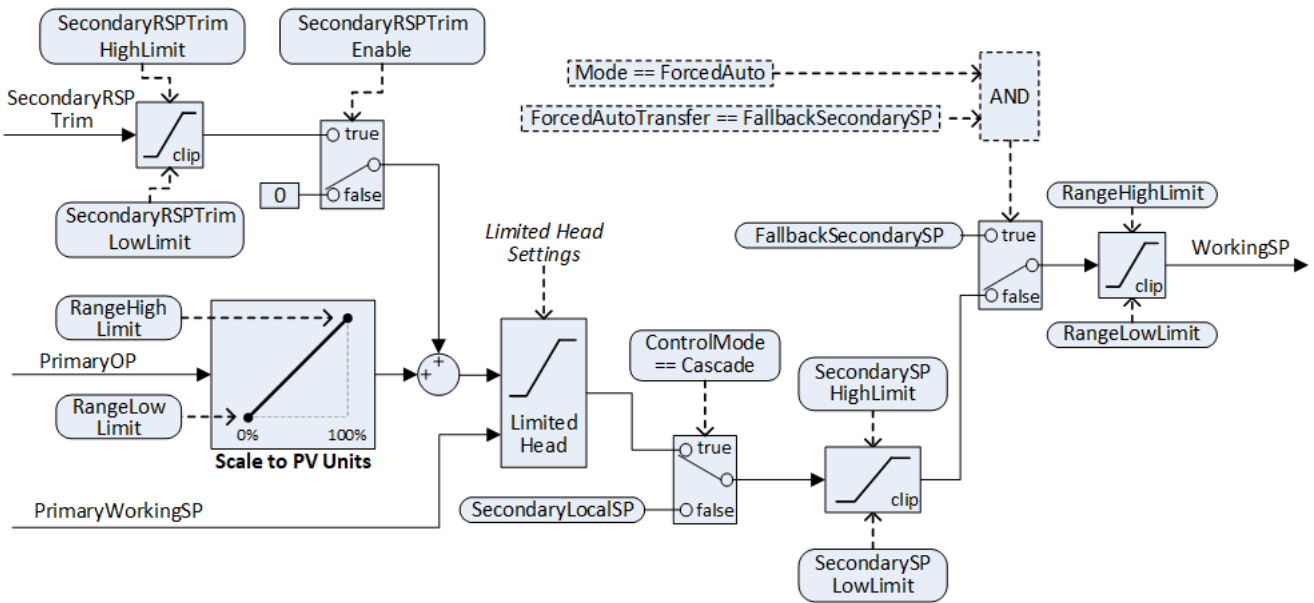 SecondaryRSPTrim
HighLimit
SecondaryRSPTrim
Enable
SecondaryRSP
Trim
clip
true
false
0
SecondaryRSPTrim
LowLimit
Mode == ForcedAuto
ForcedAutoTransfer == FallbackSecondarySP
AND
RangeHighLimit
FallbackSecondarySP
true
false
clip
WorkingSP
RangeLowLimit
Limited Head
Settings
RangeHigh
Limit
PrimaryOP
RangeLow
Limit
0%
100%
Scale to PV Units
+
+
Limited
Head
PrimaryWorkingSP
ControlMode
== Cascade
true
false
SecondaryLocalSP
SecondarySP
HighLimit
clip
SecondarySP
LowLimit